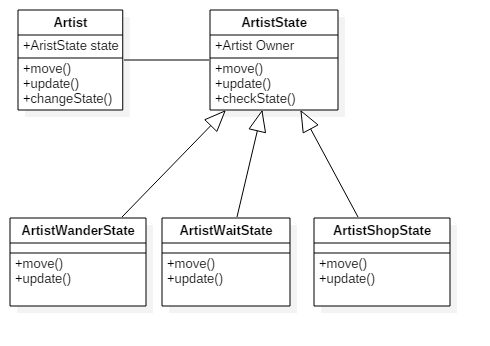 Artist
+AristState state
+move()
+update()
+changeState()
ArtistState
+Artist Owner
+move()
+update()
+checkState()
ArtistWanderState
+move()
+update()
ArtistWaitState
+move()
+update()
ArtistShopState
+move()
+update()